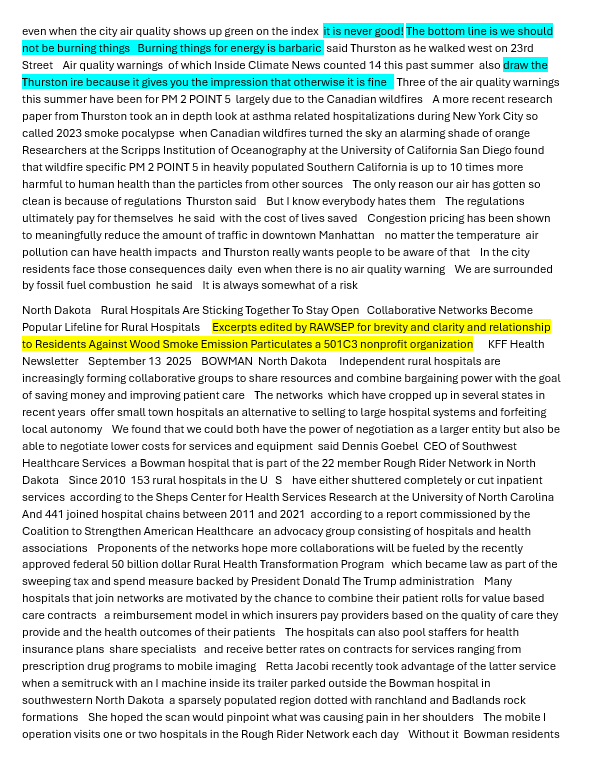 even when the city air quality shows up green on the index  it is never good! The bottom line is we should
not be burning things   Burning things for energy is barbaric  said Thurston as he walked west on 23rd
Street   Air quality warnings  of which Inside Climate News counted 14 this past summer  also draw the
Thurston ire because it gives you the impression that otherwise it is fine   Three of the air quality warnings
this summer have been for PM 2 POINT 5  largely due to the Canadian wildfires   A more recent research
paper from Thurston took an in depth look at asthma related hospitalizations during New York City so
called 2023 smoke pocalypse  when Canadian wildfires turned the sky an alarming shade of orange
Researchers at the Scripps Institution of Oceanography at the University of California San Diego found
that wildfire specific PM 2 POINT 5 in heavily populated Southern California is up to 10 times more
harmful to human health than the particles from other sources   The only reason our air has gotten so
clean is because of regulations  Thurston said   But I know everybody hates them   The regulations
ultimately pay for themselves  he said  with the cost of lives saved   Congestion pricing has been shown
to meaningfully reduce the amount of traffic in downtown Manhattan   no matter the temperature  air
pollution can have health impacts  and Thurston really wants people to be aware of that   In the city
residents face those consequences daily  even when there is no air quality warning   We are surrounded
by fossil fuel combustion  he said   It is always somewhat of a risk
North Dakota   Rural Hospitals Are Sticking Together To Stay Open   Collaborative Networks Become
Popular Lifeline for Rural Hospitals    Excerpts edited by RAWSEP for brevity and clarity and relationship
to Residents Against Wood Smoke Emission Particulates a 501C3 nonprofit organization    KFF Health
Newsletter   September 13  2025   BOWMAN  North Dakota    Independent rural hospitals are
increasingly forming collaborative groups to share resources and combine bargaining power with the goal
of saving money and improving patient care   The networks  which have cropped up in several states in
recent years  offer small town hospitals an alternative to selling to large hospital systems and forfeiting
local autonomy   We found that we could both have the power of negotiation as a larger entity but also be
able to negotiate lower costs for services and equipment  said Dennis Goebel  CEO of Southwest
Healthcare Services  a Bowman hospital that is part of the 22 member Rough Rider Network in North
Dakota   Since 2010  153 rural hospitals in the U  S   have either shuttered completely or cut inpatient
services  according to the Sheps Center for Health Services Research at the University of North Carolina
And 441 joined hospital chains between 2011 and 2021  according to a report commissioned by the
Coalition to Strengthen American Healthcare  an advocacy group consisting of hospitals and health
associations   Proponents of the networks hope more collaborations will be fueled by the recently
approved federal 50 billion dollar Rural Health Transformation Program  which became law as part of the
sweeping tax and spend measure backed by President Donald The Trump administration   Many
hospitals that join networks are motivated by the chance to combine their patient rolls for value based
care contracts  a reimbursement model in which insurers pay providers based on the quality of care they
provide and the health outcomes of their patients   The hospitals can also pool staffers for health
insurance plans  share specialists   and receive better rates on contracts for services ranging from
prescription drug programs to mobile imaging   Retta Jacobi recently took advantage of the latter service
when a semitruck with an I machine inside its trailer parked outside the Bowman hospital in
southwestern North Dakota  a sparsely populated region dotted with ranchland and Badlands rock
formations   She hoped the scan would pinpoint what was causing pain in her shoulders   The mobile I
operation visits one or two hospitals in the Rough Rider Network each day   Without it  Bowman residents